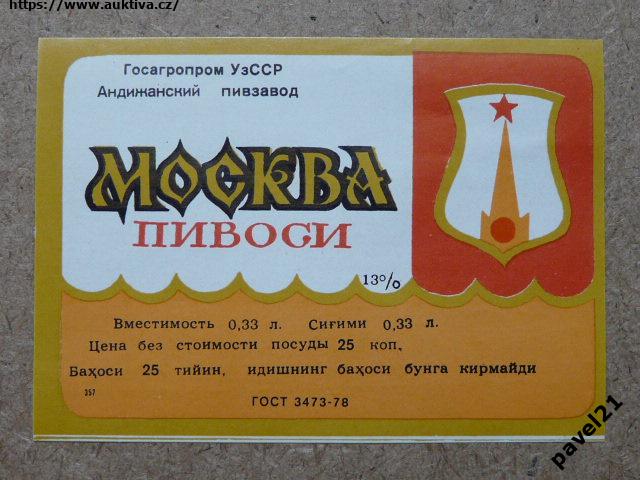 https://www.auktiva.cz/
Госагропром УзССР
Андижанский пивзавод
МОСКВА
ПИВОСИ
13%
Вместимость 0,33 л. Сиғими 0,33 л.
Цена без стоимости посуды 25 коп.
Баҳоси 25 тийин, идишнинг баҳоси бунга кирмайди
357
ГОСТ 3473-78
pavel21